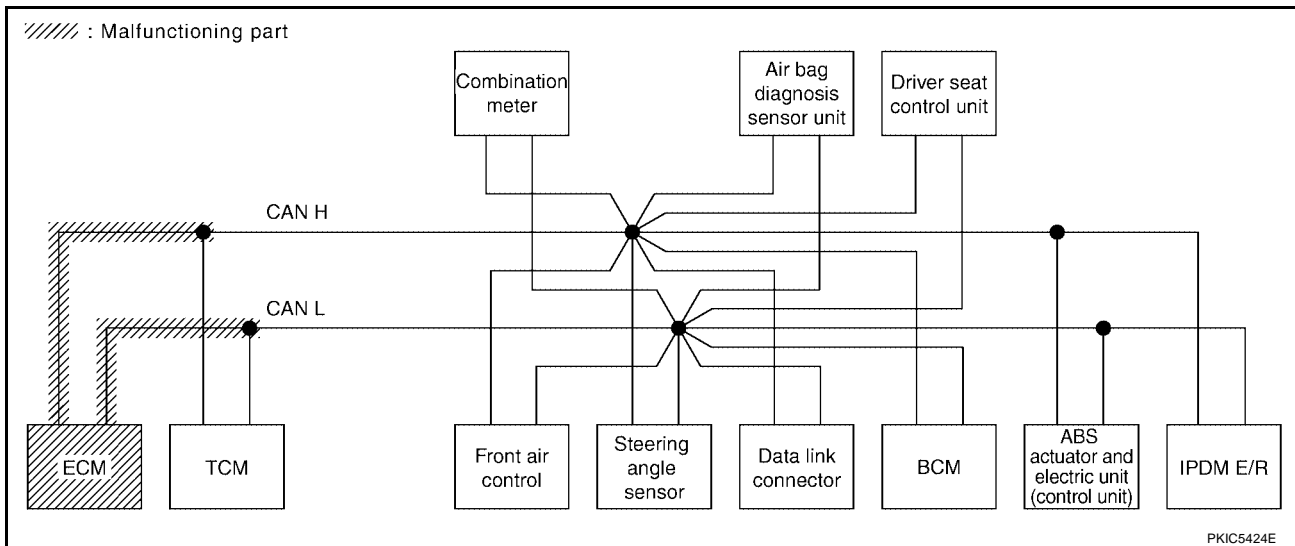 : Malfunctioning part
Combination
meter
Air bag
diagnosis
sensor unit
Driver seat
control unit
CAN H
CAN L
ECM
TCM
Front air
control
Steering
angle
sensor
Data link
connector
BCM
ABS
actuator and
electric unit
(control unit)
IPDM E/R
PKIC5424E